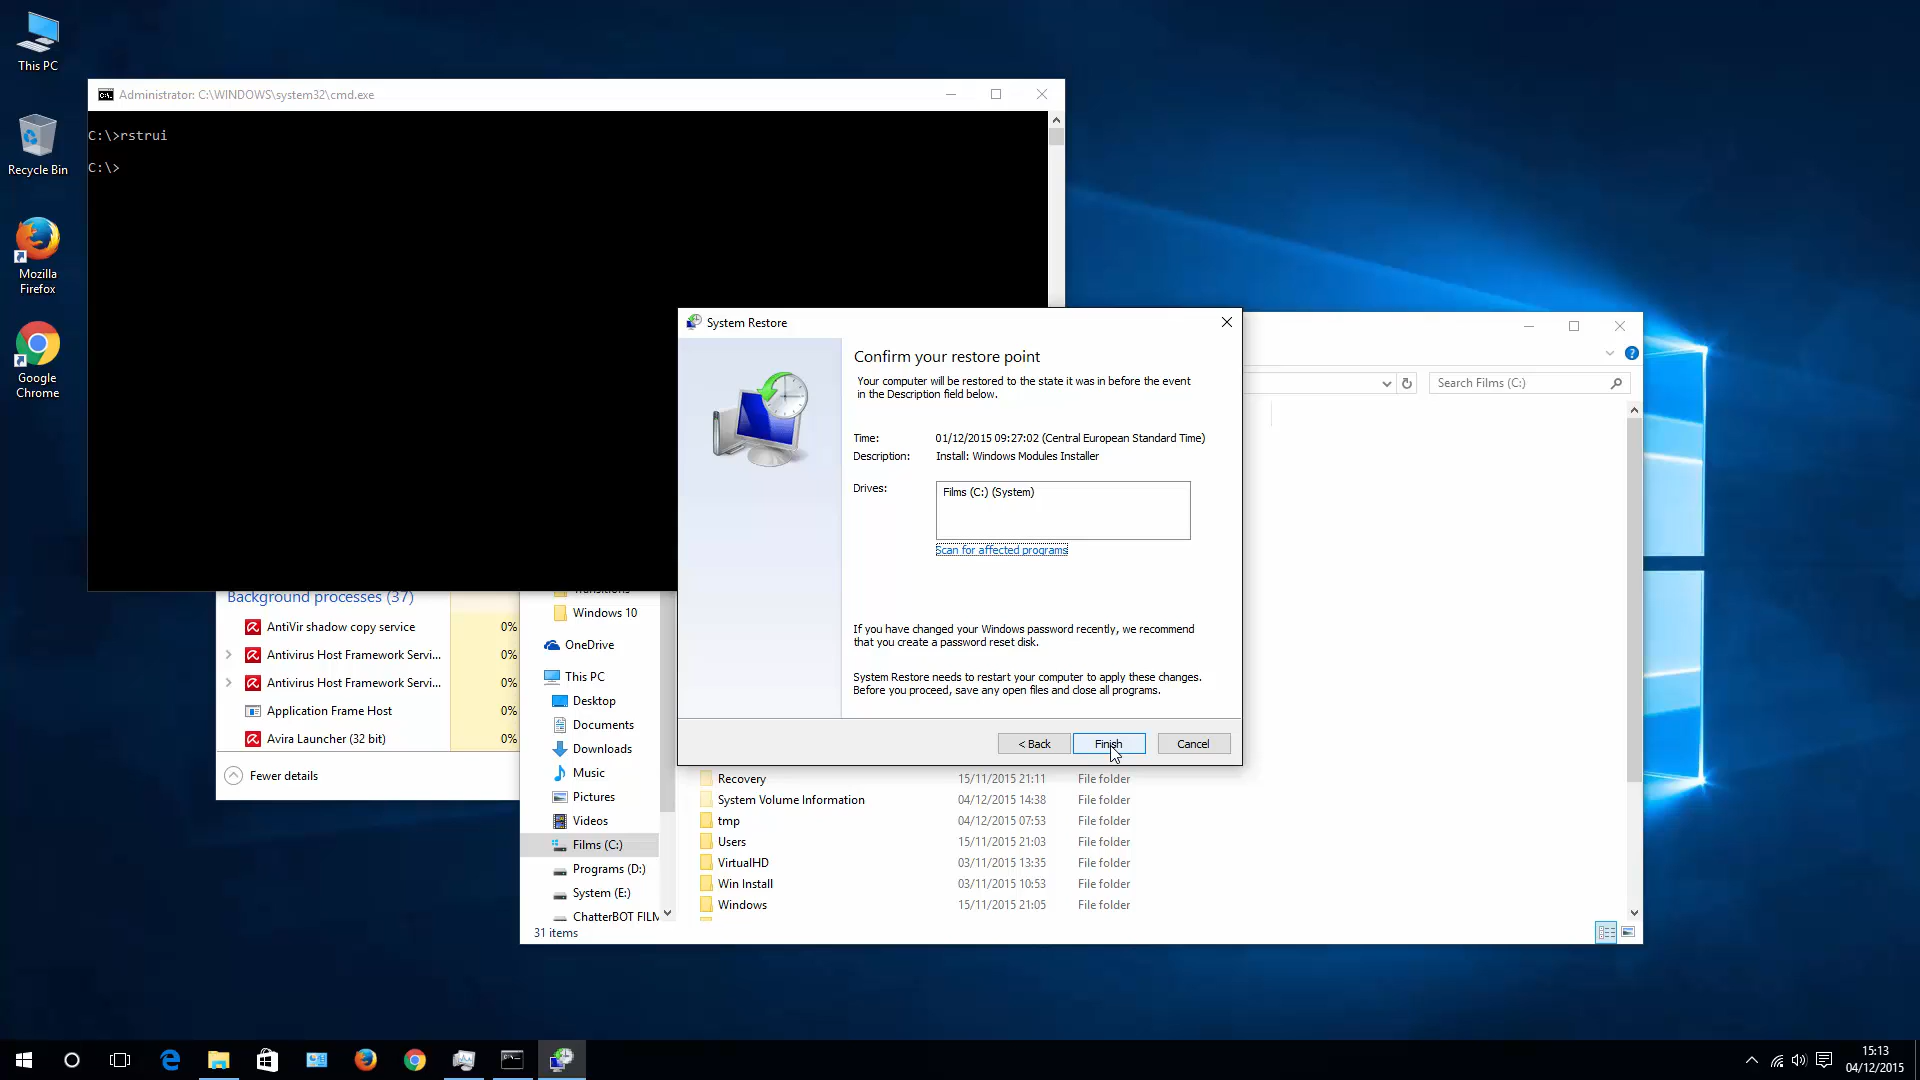 This PC
Recycle Bin
Mozilla
Firefox
Google
Chrome
Administrator: C:\WINDOWS\system32\cmd.exe
C:\>rstrui
C:\>
System Restore
Confirm your restore point
Your computer will be restored to the state it was in before the event
in the Description field below.
Time: 01/12/2015 09:27:02 (Central European Standard Time)
Description: Install: Windows Modules Installer
Drives: Films (C:) (System)
Scan for affected programs
If you have changed your Windows password recently, we recommend
that you create a password reset disk.
System Restore needs to restart your computer to apply these changes.
Before you proceed, save any open files and close all programs.
< Back Finish Cancel
Search Films (C:)
Background processes (37)
AntiVir shadow copy service 0%
Antivirus Host Framework Servi... 0%
Antivirus Host Framework Servi... 0%
Application Frame Host 0%
Avira Launcher (32 bit) 0%
Fewer details
Windows 10
OneDrive
This PC
Desktop
Documents
Downloads
Music
Pictures
Videos
Films (C:)
Programs (D:)
System (E:)
ChatterBOT FILM
Recovery 15/11/2015 21:11 File folder
System Volume Information 04/12/2015 14:38 File folder
tmp 04/12/2015 07:53 File folder
Users 15/11/2015 21:03 File folder
VirtualHD 03/11/2015 13:35 File folder
Win Install 03/11/2015 10:53 File folder
Windows 15/11/2015 21:05 File folder
31 items
15:13
04/12/2015